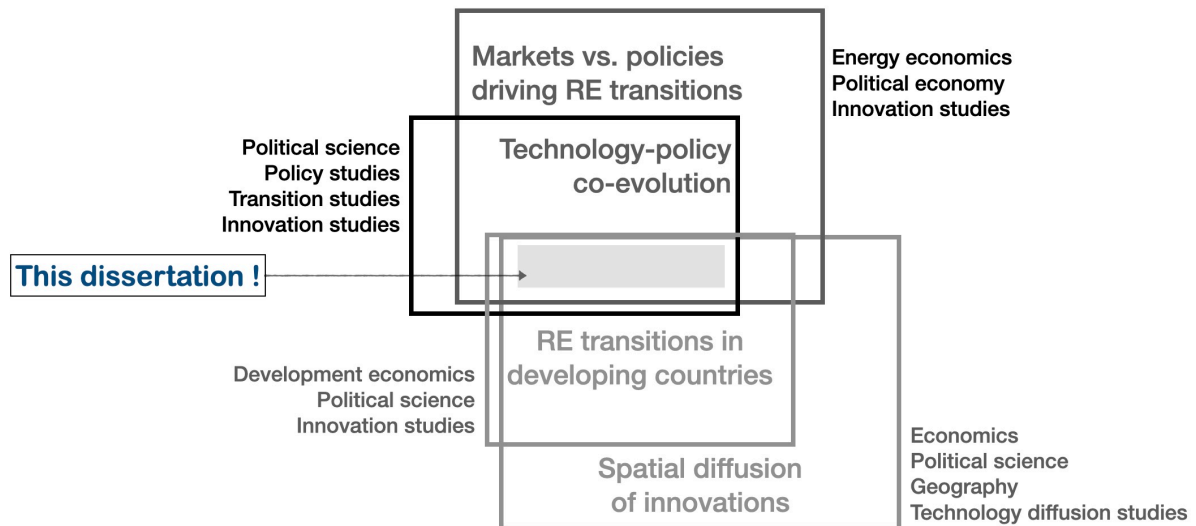 Markets vs. policies
driving RE transitions
Energy economics
Political economy
Innovation studies
Political science
Policy studies
Transition studies
Innovation studies
Technology-policy
co-evolution
This dissertation !
RE transitions in
developing countries
Development economics
Political science
Innovation studies
Spatial diffusion
of innovations
Economics
Political science
Geography
Technology diffusion studies